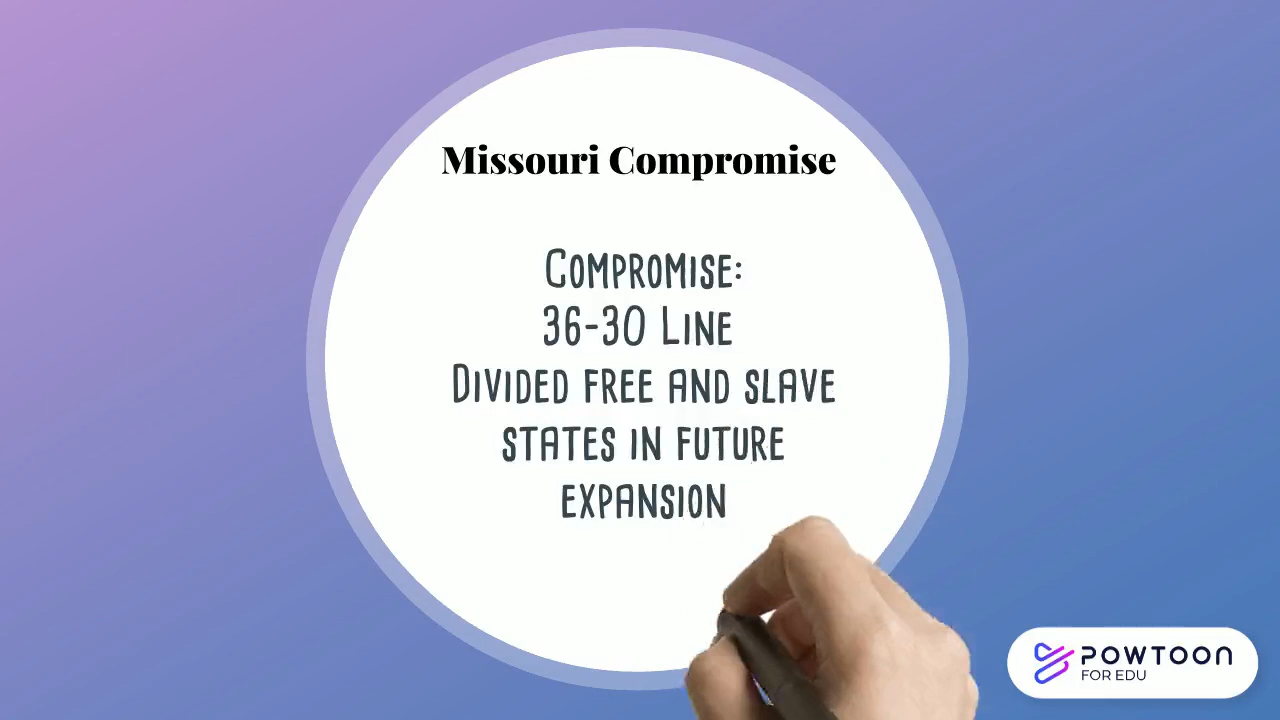 Missouri Compromise
Compromise:
36-30 Line
Divided free and slave
states in future
expansion
POWTOON
FOR EDU